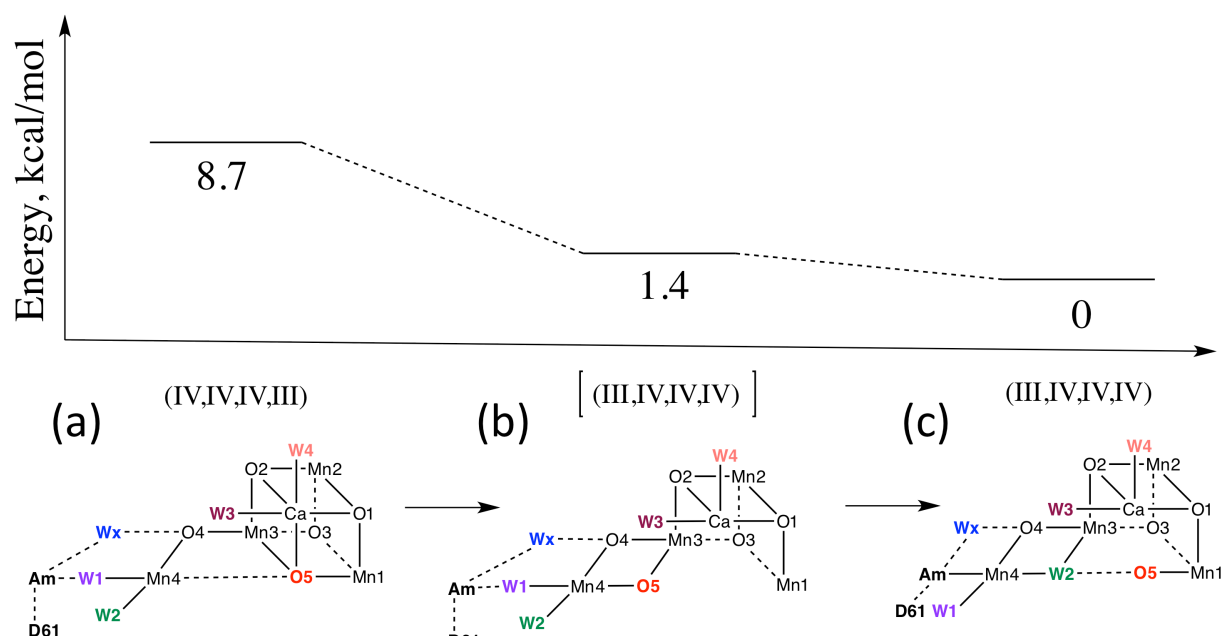 Energy, kcal/mol
8.7
1.4
0
(a)
(IV,IV,IV,III)
W4
O2
Mn2
W3
Ca
O1
Wx
O4
Mn3
O3
Am
W1
Mn4
O5
Mn1
W2
D61
(b)
[ (III,IV,IV,IV) ]
W4
O2
Mn2
W3
Ca
O1
Wx
O4
Mn3
O3
Am
W1
Mn4
O5
Mn1
W2
D61
(c)
(III,IV,IV,IV)
W4
O2
Mn2
W3
Ca
O1
Wx
O4
Mn3
O3
Am
Mn4
W2
O5
Mn1
D61
W1